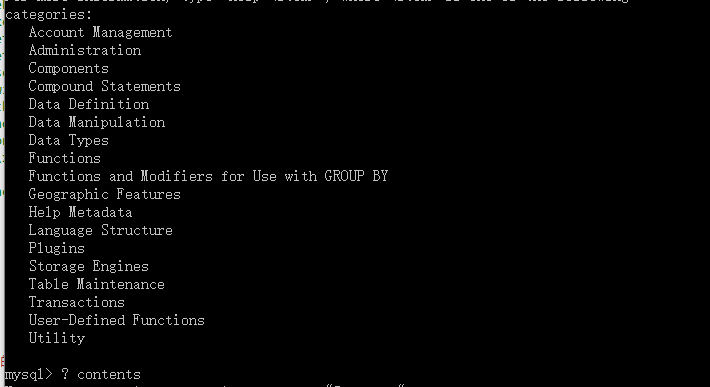 categories:
Account Management
Administration
Components
Compound Statements
Data Definition
Data Manipulation
Data Types
Functions
Functions and Modifiers for Use with GROUP BY
Geographic Features
Help Metadata
Language Structure
Plugins
Storage Engines
Table Maintenance
Transactions
User-Defined Functions
Utility
mysql> ? contents